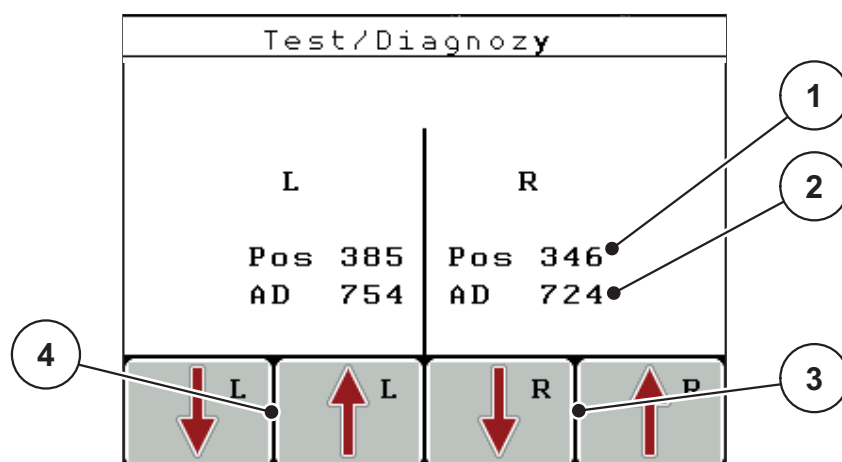 Test/Diagnozy
1
2
L R
Pos 385 Pos 346
AD 754 AD 724
4
3
L L R R